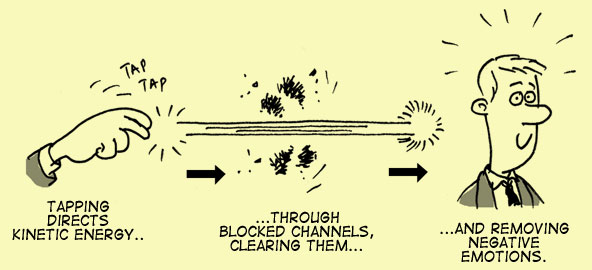 TAP
TAP
TAPPING
DIRECTS
KINETIC ENERGY..
...THROUGH
BLOCKED CHANNELS,
CLEARING THEM...
...AND REMOVING
NEGATIVE
EMOTIONS.